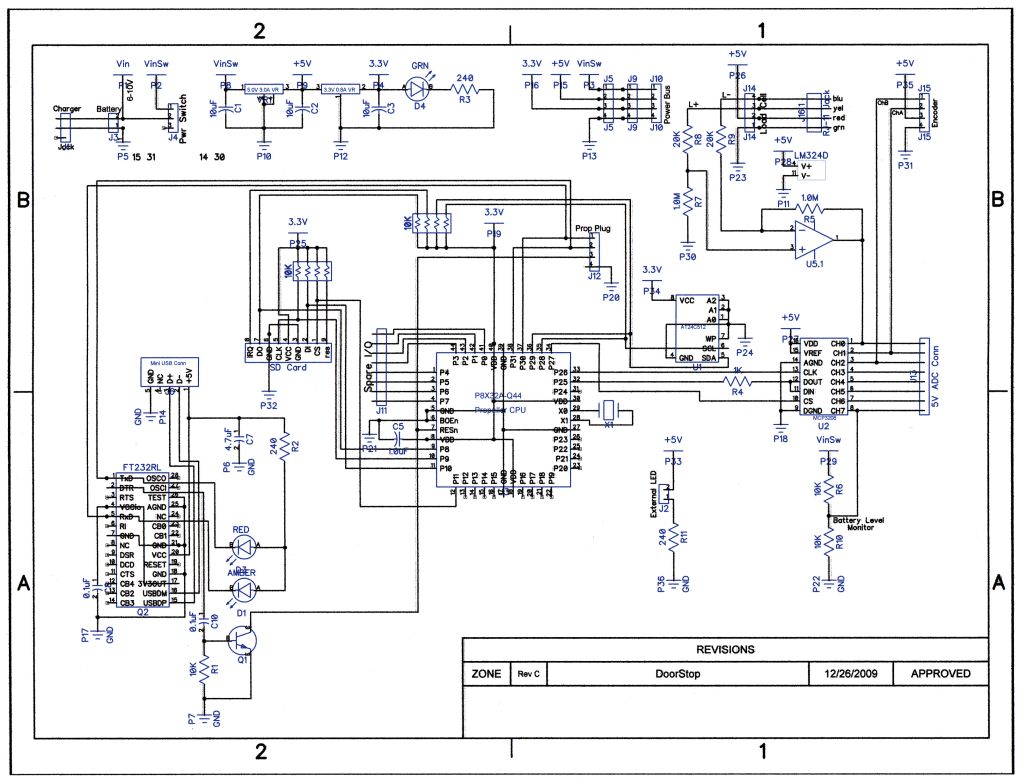 2
1
Vin
VinSw
VinSw
+5V
3.3V
GRN
240
D4
R3
P2
P8
P9
P4
6-10V
Charger
Battery
Jack
J3
J4
Pwr Switch
P5 15 31
14 30
10uF
C1
5.0V 3.0A VR
VR1
10uF
C2
3.3V 0.8A VR
10uF
C3
P10
P12
3.3V
+5V
VinSw
P16
P15
J5
J9
J10
J5
J9
J10
Power Bus
P13
+5V
P26
L-
L+
20K
R8
20K
R9
J14
Load Cell
J14
J16
RJ-11
Jack
blu
yel
red
grn
P23
+5V
P28
LM324D
V+
V-
P11
1.0M
R5
1.0M
R7
P30
U5.1
+5V
P35
ChB
ChA
J15
Encoder
J15
P31
B
B
3.3V
P25
10K
10K
3.3V
P19
Prop Plug
J12
P20
IRQ
DO
GND
CLK
VCC
GND
DI
CS
res
SD Card
P32
Spare I/O
J11
P21
C5
1.0uF
P3
P2
P1
P0
VDD
GND
P31
P30
P29
P28
P27
P4
P5
P6
P7
GND
BOEn
RESn
VDD
P8
P9
P10
P8X32A-Q44
Propeller CPU
P26
P25
P24
VDD
XO
X1
GND
P23
P22
P21
P20
P11
P12
P13
P14
P15
GND
VDD
P16
P17
P18
P19
X1
3.3V
P34
VCC
A2
A1
A0
AT24C512
WP
SCL
GND
SDA
U1
P24
1K
R4
+5V
P27
VDD
VREF
AGND
CLK
DOUT
DIN
CS
DGND
CH0
CH1
CH2
CH3
CH4
CH5
CH6
CH7
MCP3208
U2
P18
J13
5V ADC Conn
Mini USB Conn
GND
NC
D+
D-
+5V
GND
P14
4.7uF
C7
P6
GND
240
R2
FT232RL
TxD
DTR
RTS
VCCio
RxD
RI
GND
NC
DSR
DCD
CTS
CB4
CB2
CB3
OSCO
OSCI
TEST
AGND
NC
CB0
CB1
GND
VCC
RESET
GND
3V3OUT
USBDM
USBDP
Q2
0.1uF
P17
GND
RED
D3
AMBER
D1
0.1uF
C10
Q1
10K
R1
P7
GND
+5V
P33
External LED
J2
240
R11
P36
GND
VinSw
P29
10K
R6
Battery Level
Monitor
10K
R10
P22
GND
A
A
REVISIONS
ZONE
Rev C
DoorStop
12/26/2009
APPROVED
2
1